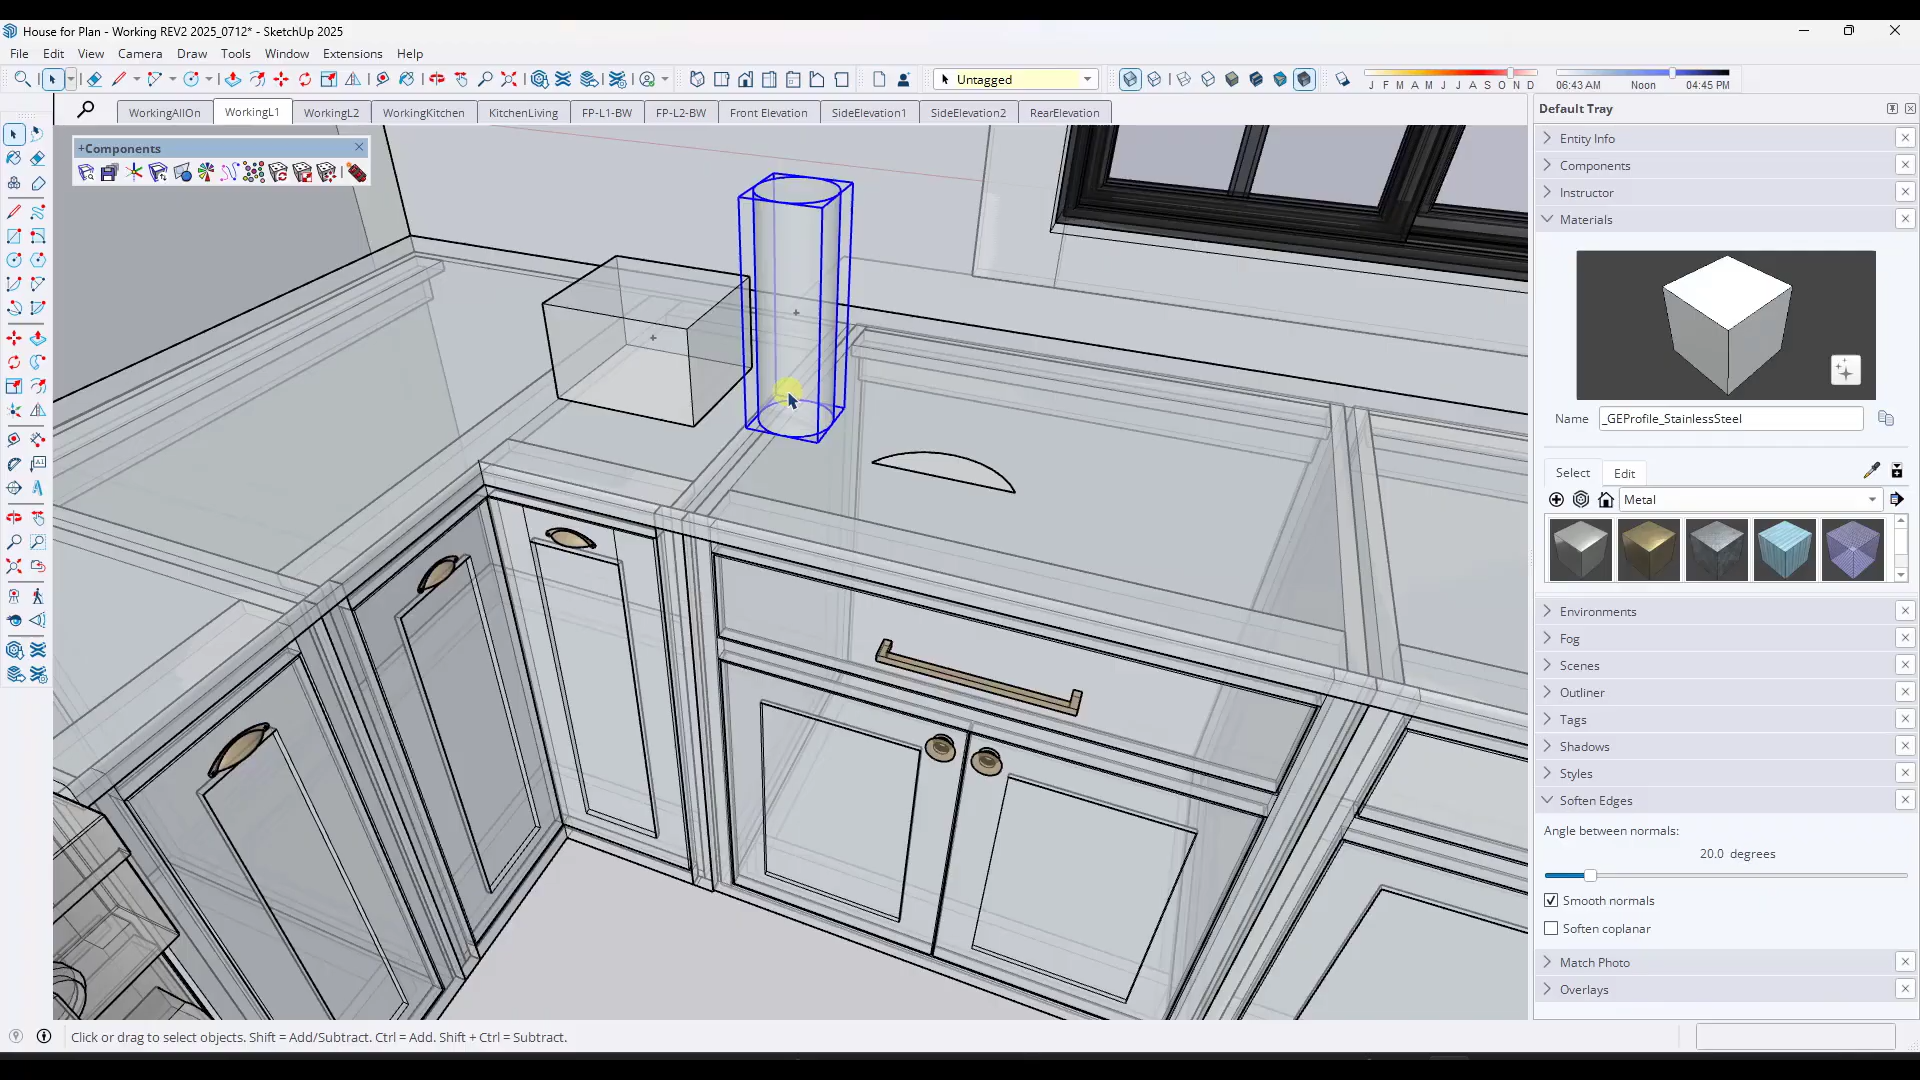 House for Plan - Working REV2 2025_0712* - SketchUp 2025
File Edit View Camera Draw Tools Window Extensions Help
Untagged
J F M A M J J A S O N D
06:43 AM Noon 04:45 PM
WorkingAllOn WorkingL1 WorkingL2 WorkingKitchen KitchenLiving FP-L1-BW FP-L2-BW Front Elevation SideElevation1 SideElevation2 RearElevation
+Components
Default Tray
Entity Info
Components
Instructor
Materials
Name _GEProfile_StainlessSteel
Select Edit
Metal
Environments
Fog
Scenes
Outliner
Tags
Shadows
Styles
Soften Edges
Angle between normals:
20.0 degrees
Smooth normals
Soften coplanar
Match Photo
Overlays
Click or drag to select objects. Shift = Add/Subtract. Ctrl = Add. Shift + Ctrl = Subtract.